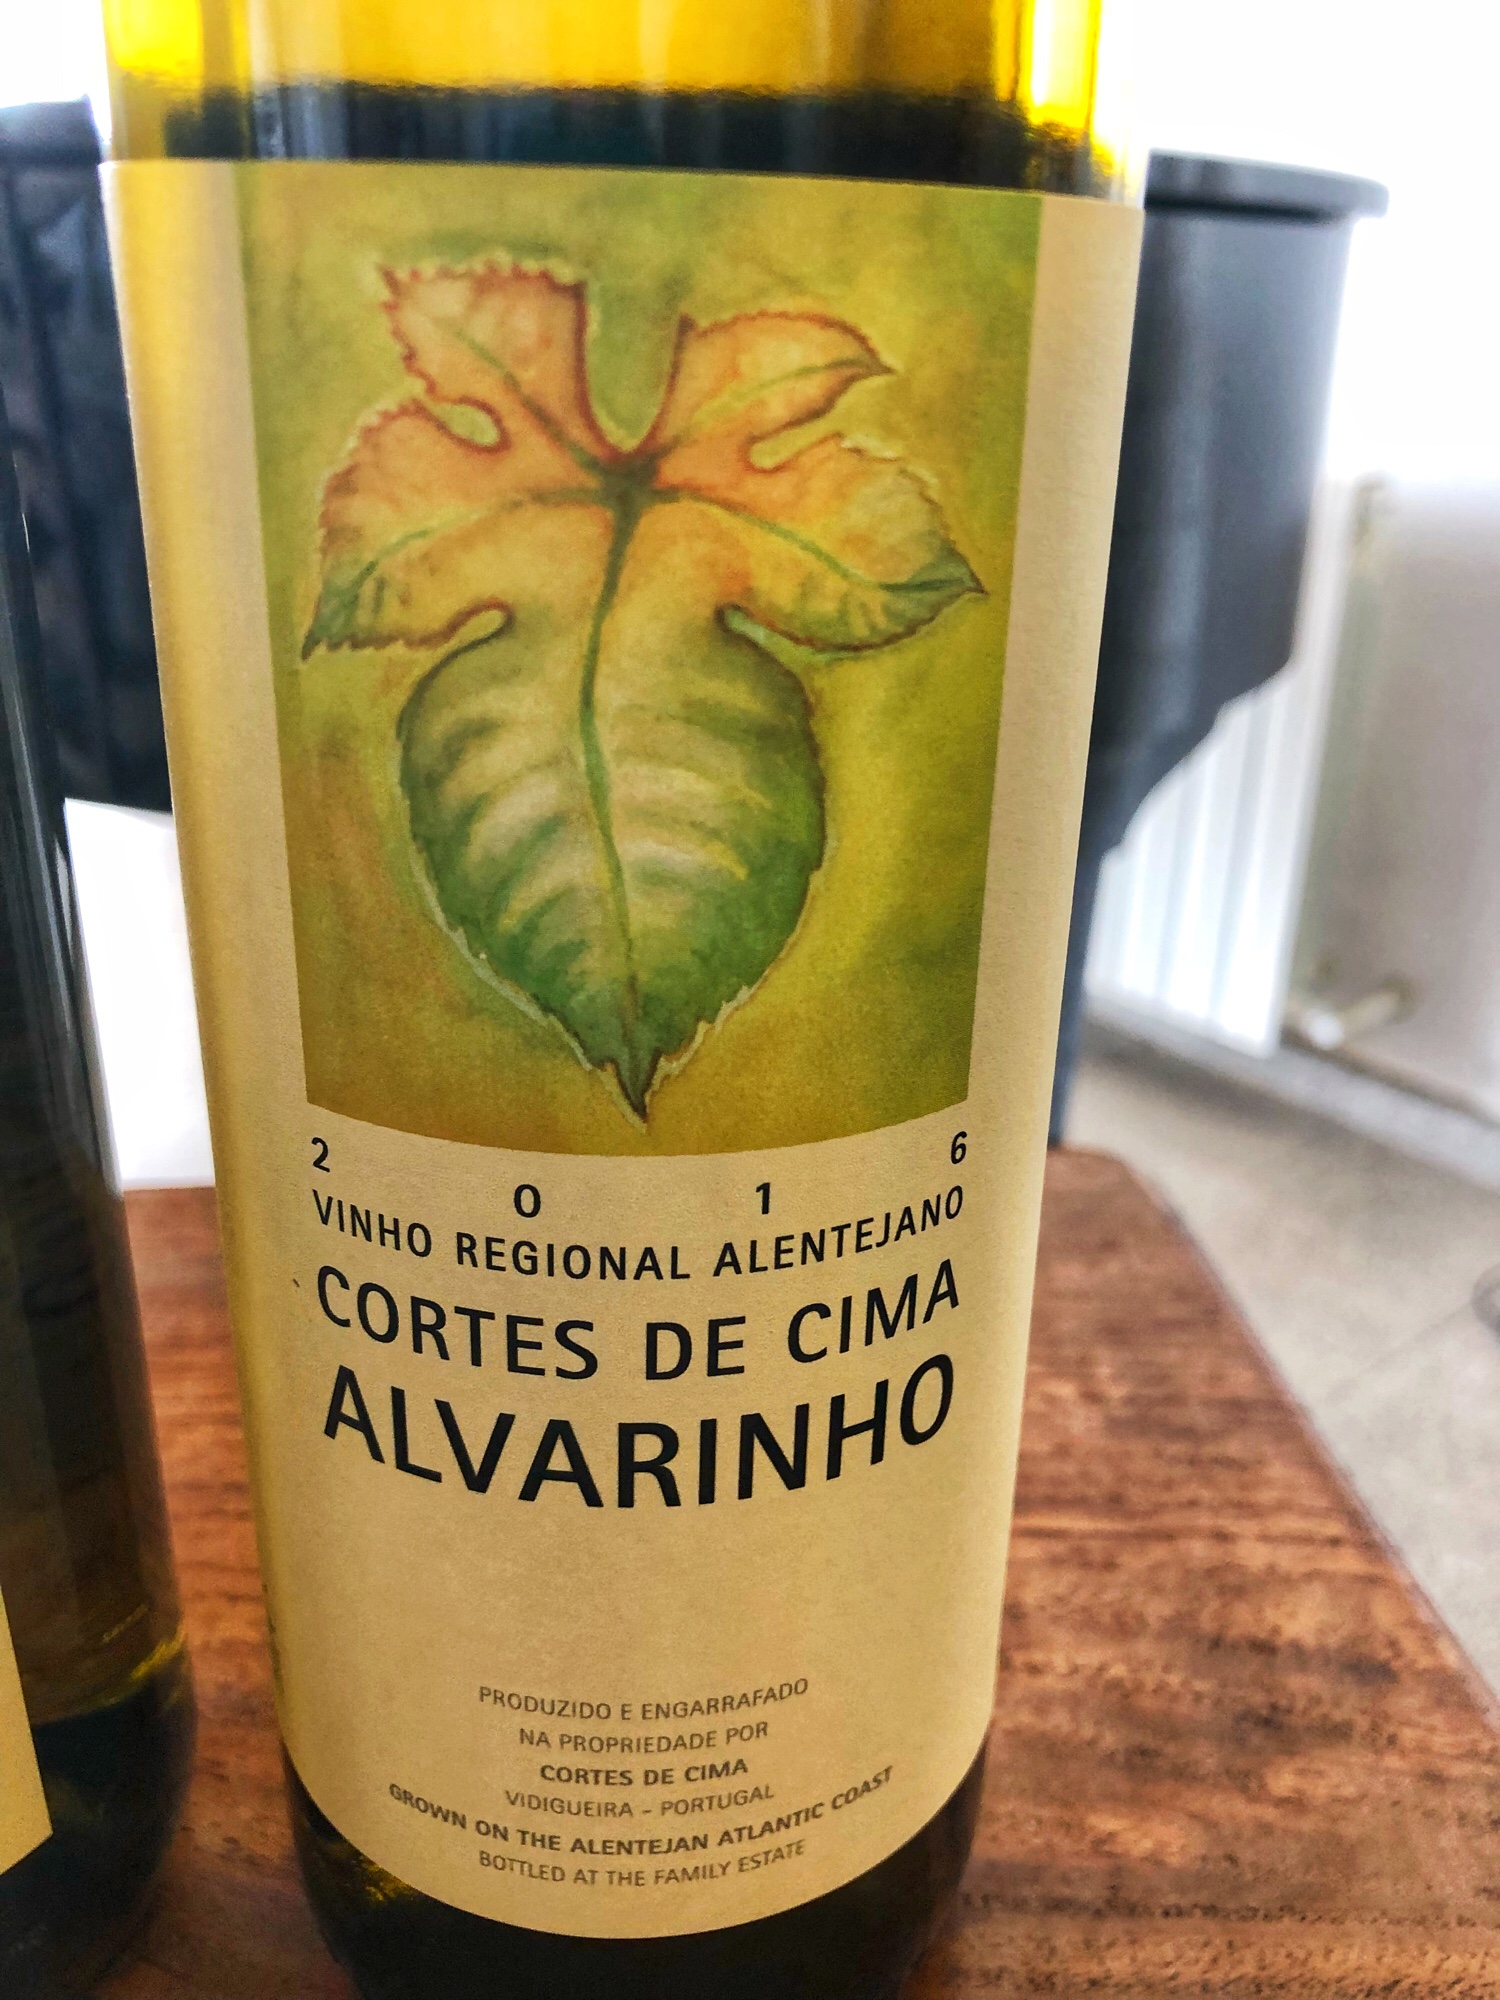 2 0 1 6
VINHO REGIONAL ALENTEJANO
CORTES DE CIMA
ALVARINHO
PRODUZIDO E ENGARRAFADO
NA PROPRIEDADE POR
CORTES DE CIMA
VIDIGUEIRA - PORTUGAL
GROWN ON THE ALENTEJAN ATLANTIC COAST
BOTTLED AT THE FAMILY ESTATE